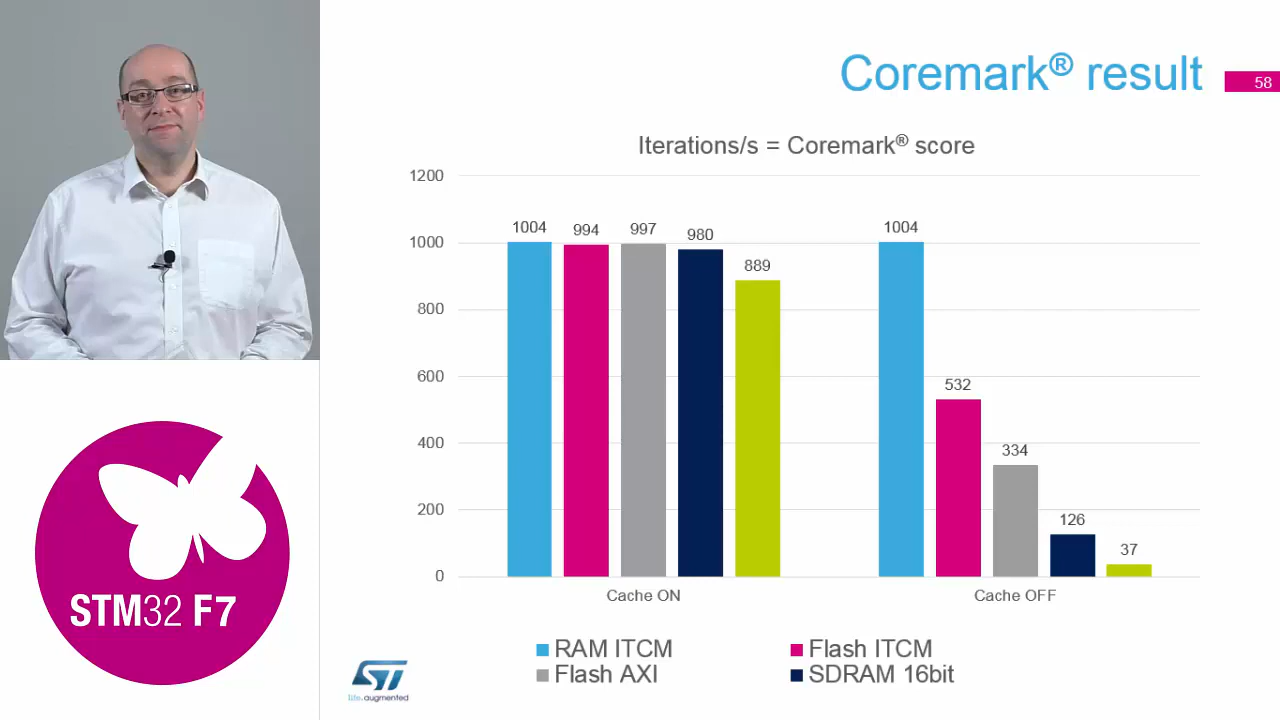 Coremark® result
58
Iterations/s = Coremark® score
1200
1000
800
600
400
200
0
1004
994
997
980
889
1004
532
334
126
37
Cache ON
Cache OFF
RAM ITCM
Flash ITCM
Flash AXI
SDRAM 16bit
STM32 F7
ST
life.augmented